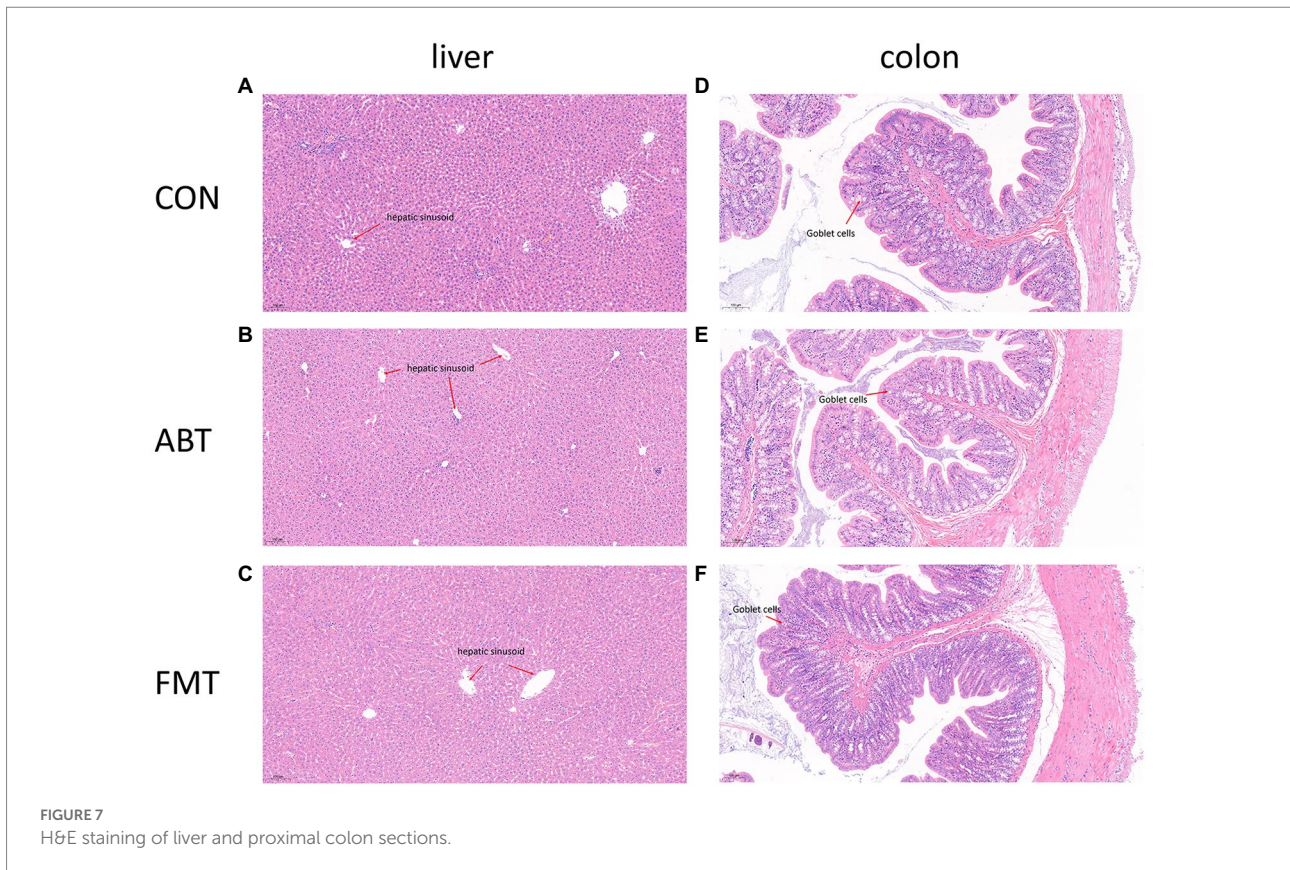 liver
colon
A
D
CON
hepatic sinusoid
Goblet cells
B
E
ABT
hepatic sinusoid
Goblet cells
C
F
FMT
hepatic sinusoid
Goblet cells
FIGURE 7
H&E staining of liver and proximal colon sections.